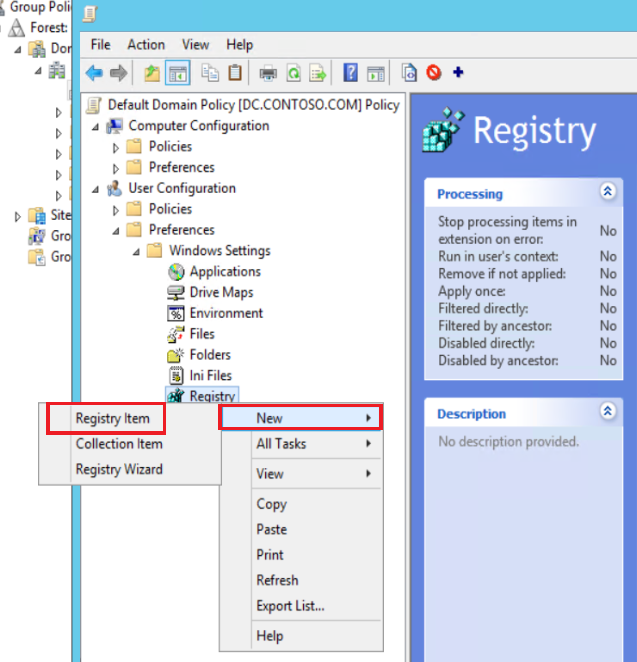 Group Poli
Forest:
Dor
Site
Gro
Gro
File Action View Help
Default Domain Policy [DC.CONTOSO.COM] Policy
Computer Configuration
Policies
Preferences
User Configuration
Policies
Preferences
Windows Settings
Applications
Drive Maps
Environment
Files
Folders
Ini Files
Registry
Registry Item
Collection Item
Registry Wizard
New
All Tasks
View
Copy
Paste
Print
Refresh
Export List...
Help
Registry
Processing
Stop processing items in
extension on error: No
Run in user's context: No
Remove if not applied: No
Apply once: No
Filtered directly: No
Filtered by ancestor: No
Disabled directly: No
Disabled by ancestor: No
Description
No description provided.